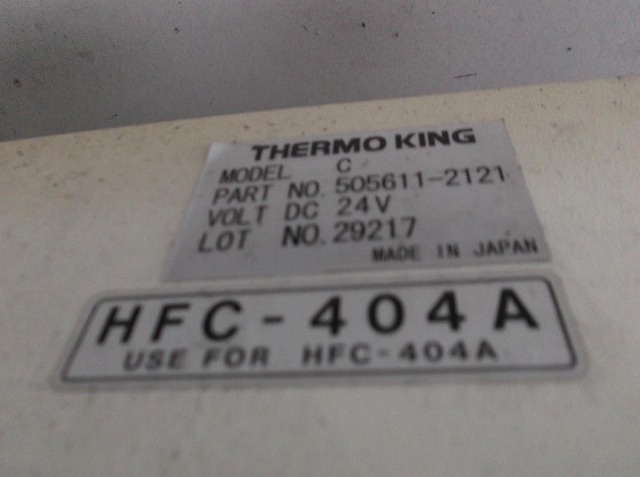 THERMO KING
MODEL C
PART NO. 505611-2121
VOLT DC 24V
LOT NO. 29217
MADE IN JAPAN
HFC-404A
USE FOR HFC-404A